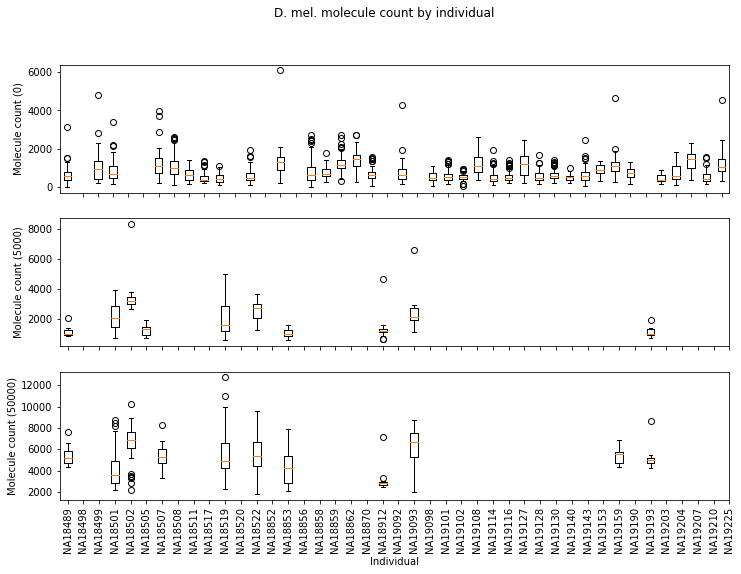 D. mel. molecule count by individual
Molecule count (0)
6000
4000
2000
0
Molecule count (5000)
8000
6000
4000
2000
Molecule count (50000)
12000
10000
8000
6000
4000
2000
NA18489
NA18498
NA18499
NA18501
NA18502
NA18505
NA18507
NA18508
NA18511
NA18517
NA18519
NA18520
NA18522
NA18852
NA18853
NA18856
NA18858
NA18859
NA18862
NA18870
NA18912
NA19092
NA19093
NA19098
NA19101
NA19102
NA19108
NA19114
NA19116
NA19127
NA19128
NA19130
NA19140
NA19143
NA19153
NA19159
NA19190
NA19193
NA19203
NA19204
NA19207
NA19210
NA19225
Individual